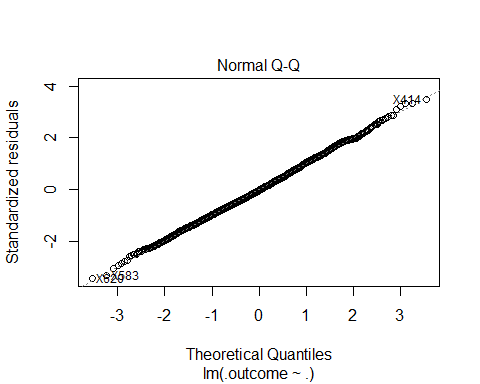 Normal Q-Q
Standardized residuals
4
2
0
-2
X414
X583
-3
-2
-1
0
1
2
3
Theoretical Quantiles
lm(.outcome ~ .)